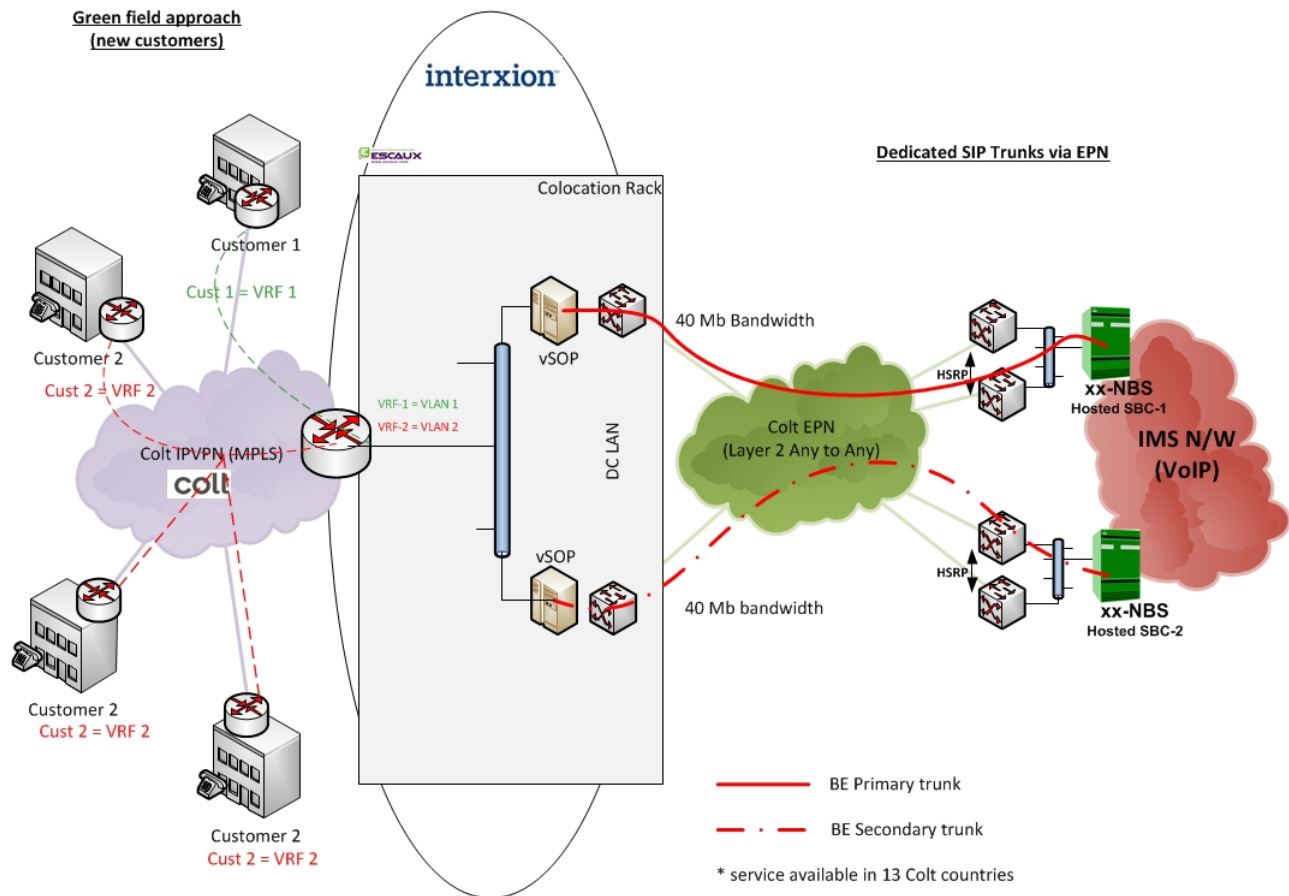 Green field approach
(new customers)
interxion
ESCAUX
Colocation Rack
Dedicated SIP Trunks via EPN
Customer 1
Cust 1 = VRF 1
Customer 2
Cust 2 = VRF 2
Colt IPVPN (MPLS)
colt
VRF-1 = VLAN 1
VRF-2 = VLAN 2
vSOP
DC LAN
vSOP
40 Mb Bandwidth
Colt EPN
(Layer 2 Any to Any)
40 Mb bandwidth
HSRP
xx-NBS
Hosted SBC-1
IMS N/W
(VoIP)
HSRP
xx-NBS
Hosted SBC-2
Customer 2
Cust 2 = VRF 2
Customer 2
Cust 2 = VRF 2
BE Primary trunk
BE Secondary trunk
* service available in 13 Colt countries